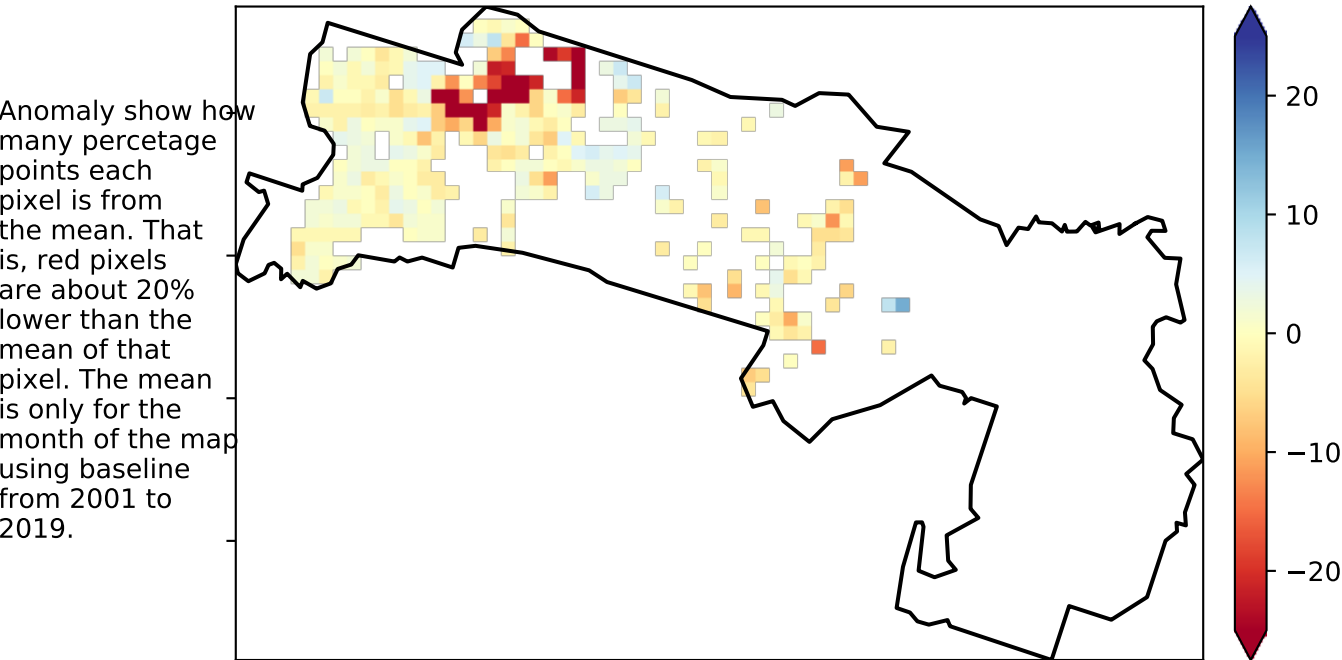 Anomaly show how
many percetage
points each
pixel is from
the mean. That
is, red pixels
are about 20%
lower than the
mean of that
pixel. The mean
is only for the
month of the map
using baseline
from 2001 to
2019.
20
10
0
−10
−20